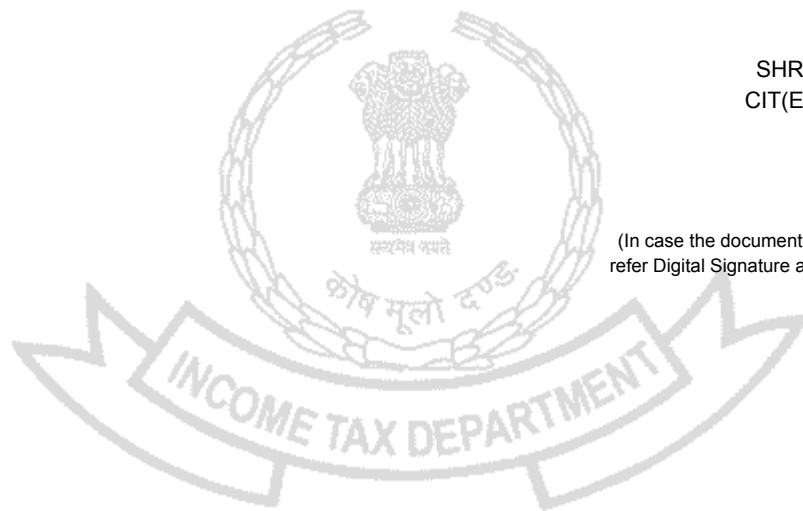 SHR
CIT(E
(In case the document
refer Digital Signature a
सत्यमेव जयते
कोष मूलो दण्डः
INCOME TAX DEPARTMENT